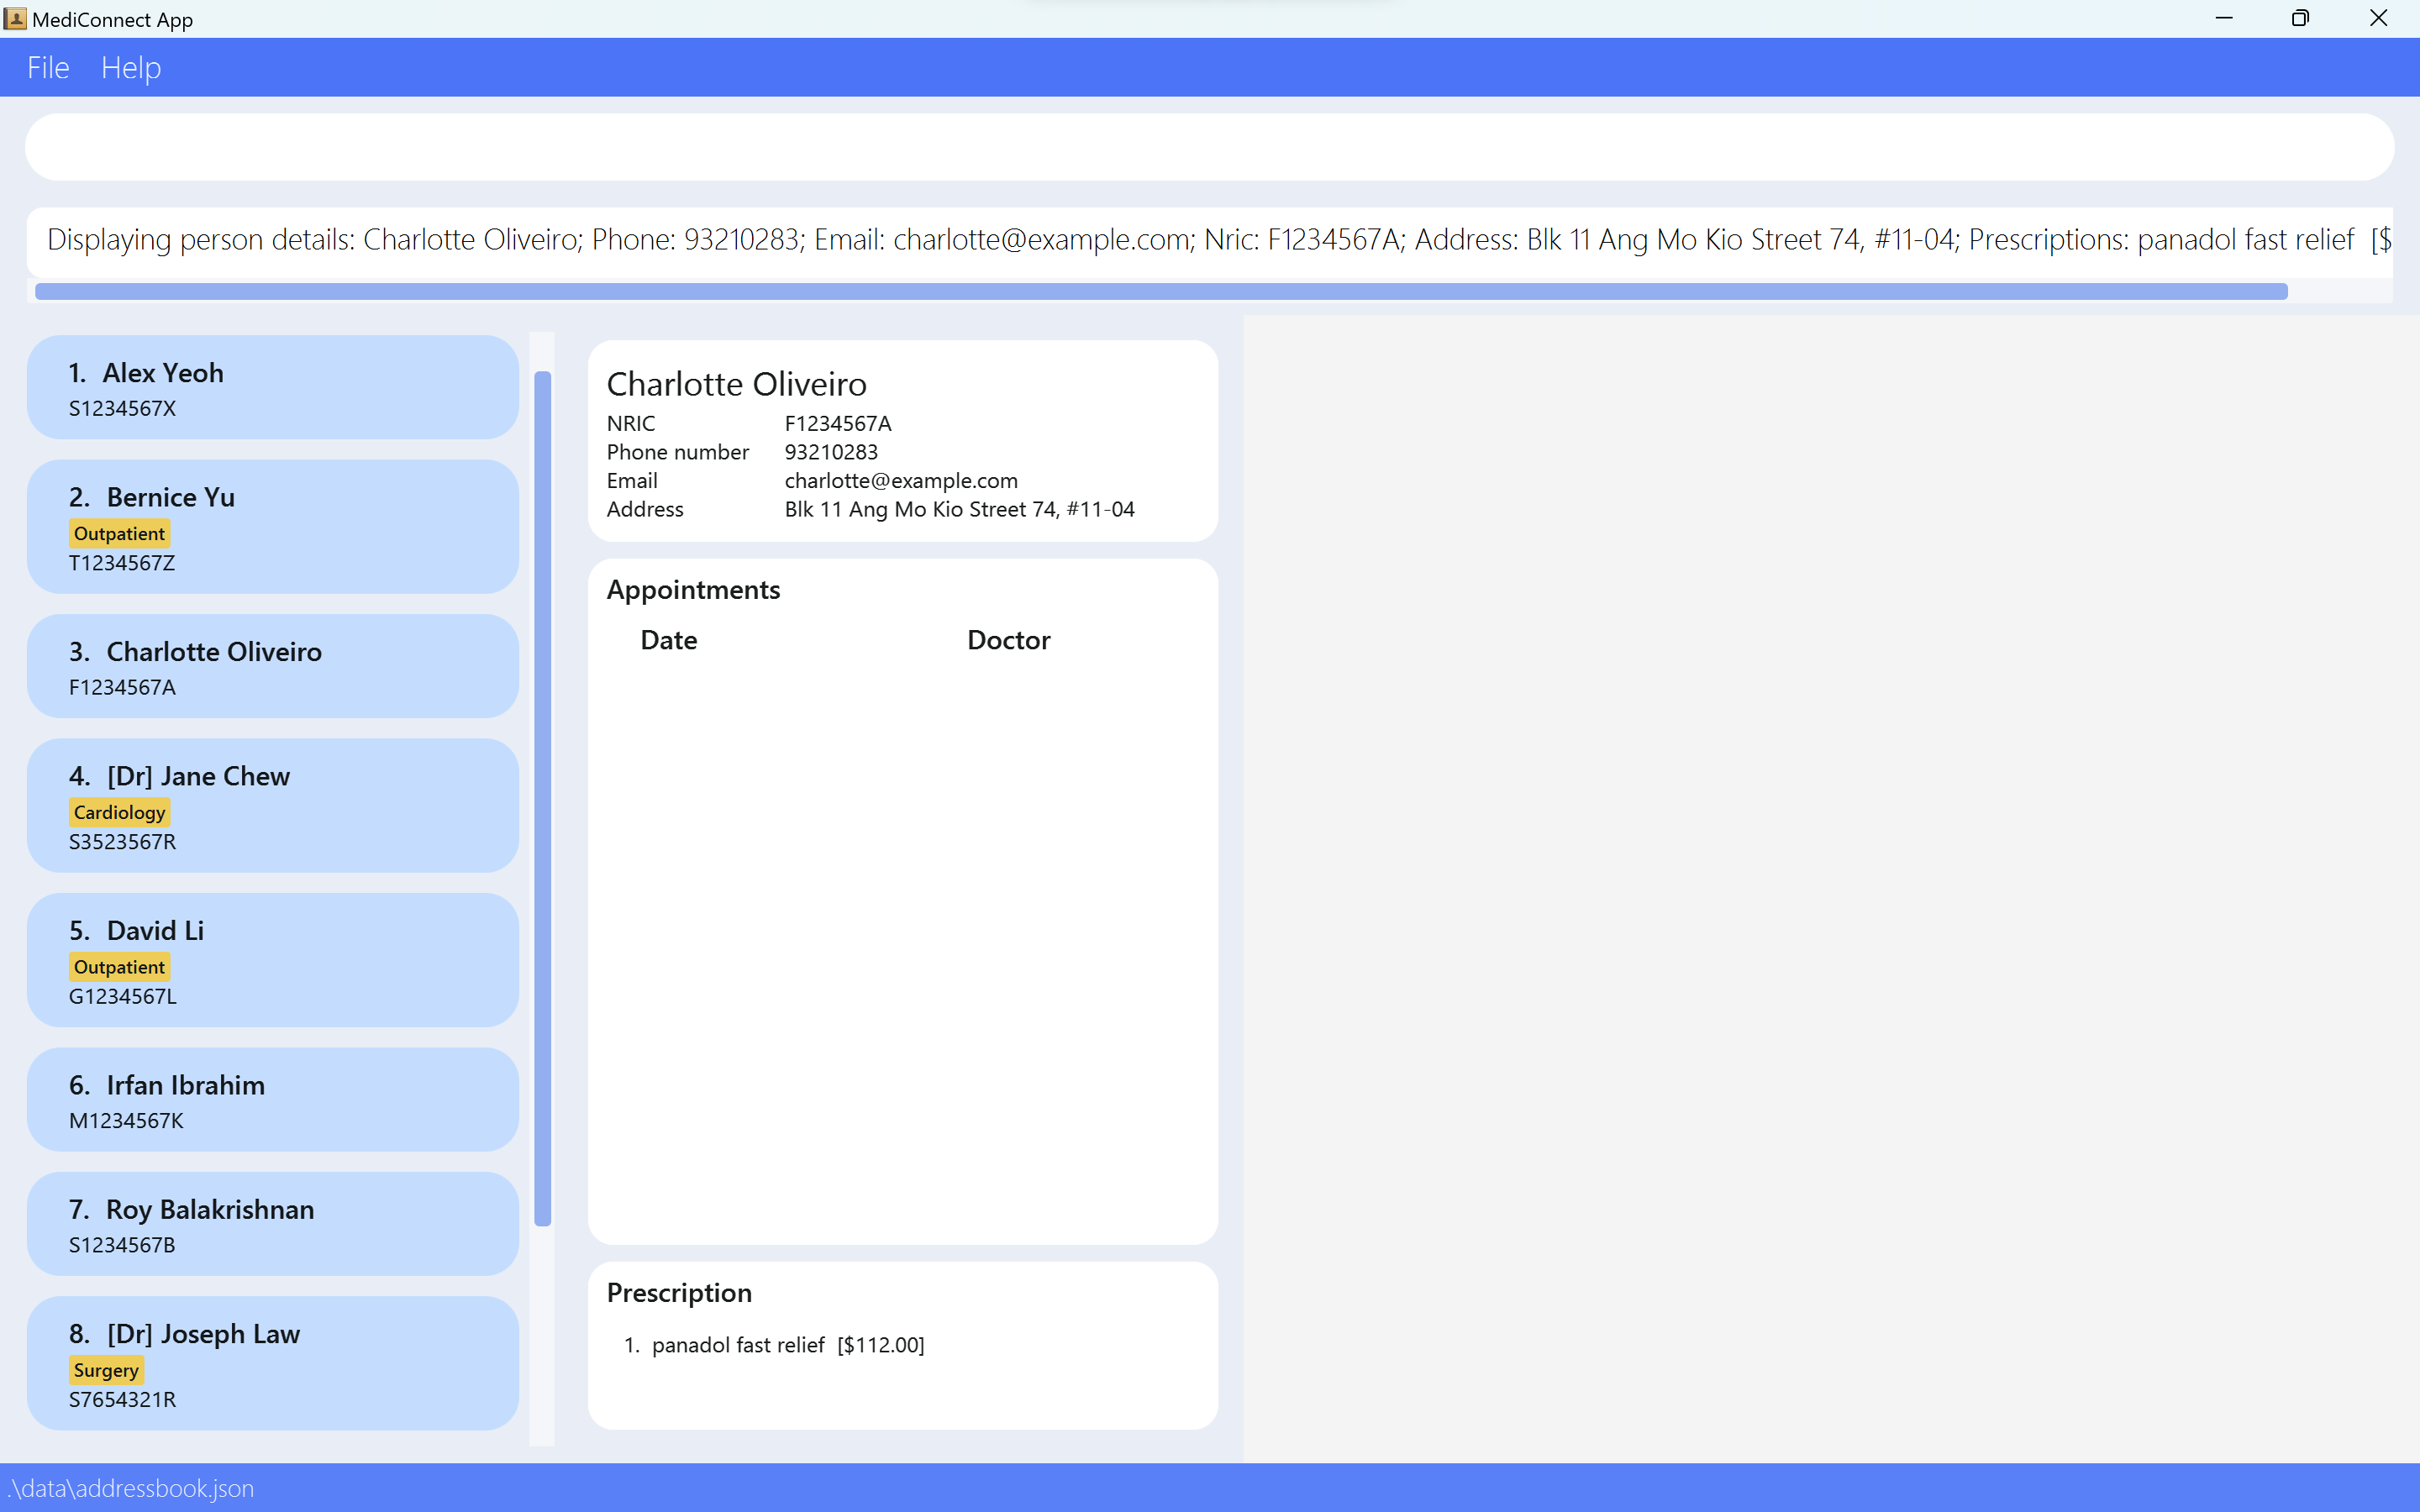 MediConnect App
File Help
Displaying person details: Charlotte Oliveiro; Phone: 93210283; Email: charlotte@example.com; Nric: F1234567A; Address: Blk 11 Ang Mo Kio Street 74, #11-04; Prescriptions: panadol fast relief [$
1. Alex Yeoh
S1234567X
2. Bernice Yu
Outpatient
T1234567Z
3. Charlotte Oliveiro
F1234567A
4. [Dr] Jane Chew
Cardiology
S3523567R
5. David Li
Outpatient
G1234567L
6. Irfan Ibrahim
M1234567K
7. Roy Balakrishnan
S1234567B
8. [Dr] Joseph Law
Surgery
S7654321R
Charlotte Oliveiro
NRIC F1234567A
Phone number 93210283
Email charlotte@example.com
Address Blk 11 Ang Mo Kio Street 74, #11-04
Appointments
Date Doctor
Prescription
1. panadol fast relief [$112.00]
.\data\addressbook.json